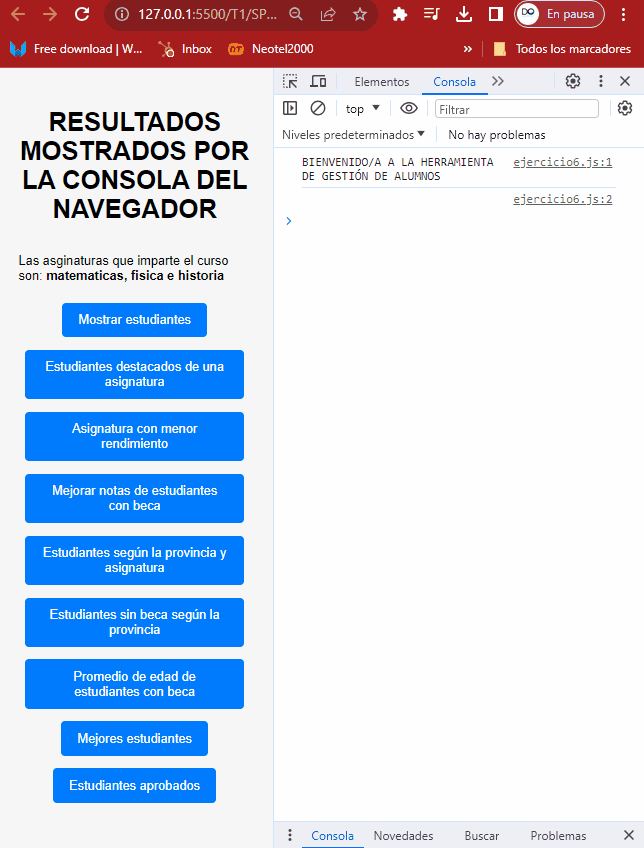 127.0.0.1:5500/T1/SP...
En pausa
Free download | W...
Inbox
Neotel2000
»
Todos los marcadores
Elementos
Consola
top
Filtrar
Niveles predeterminados
No hay problemas
BIENVENIDO/A A LA HERRAMIENTA
DE GESTIÓN DE ALUMNOS
ejercicio6.js:1
ejercicio6.js:2
RESULTADOS
MOSTRADOS POR
LA CONSOLA DEL
NAVEGADOR
Las asginaturas que imparte el curso
son: matematicas, fisica e historia
Mostrar estudiantes
Estudiantes destacados de una
asignatura
Asignatura con menor
rendimiento
Mejorar notas de estudiantes
con beca
Estudiantes según la provincia y
asignatura
Estudiantes sin beca según la
provincia
Promedio de edad de
estudiantes con beca
Mejores estudiantes
Estudiantes aprobados
Consola
Novedades
Buscar
Problemas